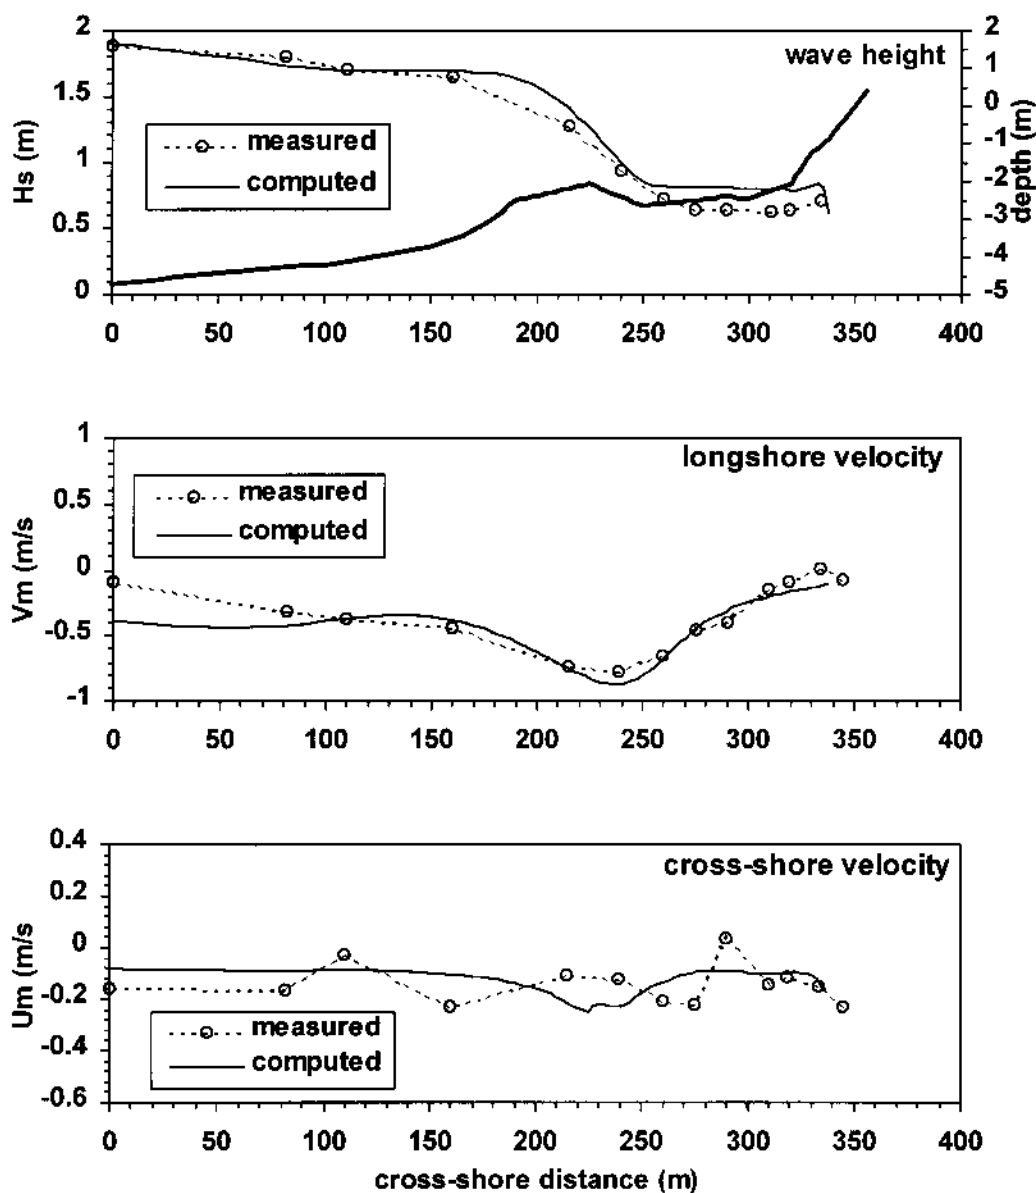 2
1.5
1
0.5
0
Hs (m)
wave height
measured
computed
2
1
0
-1
-2
-3
-4
-5
depth (m)
0 50 100 150 200 250 300 350 400
1
0.5
0
-0.5
-1
Vm (m/s)
longshore velocity
measured
computed
0 50 100 150 200 250 300 350 400
0.4
0.2
0
-0.2
-0.4
-0.6
Um (m/s)
cross-shore velocity
measured
computed
0 50 100 150 200 250 300 350 400
cross-shore distance (m)